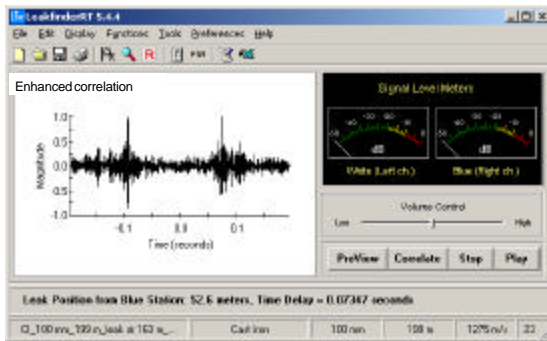 LeakfinderRT 5.4.4
File Edit Display Functions Tools Preferences Help
R
Enhanced correlation
1.0
0.5
0.0
0.5
-1.0
Magnitude
-0.1 0.0 0.1
Time (seconds)
Signal Level Meters
dB dB
White (Left ch.) Blue (Right ch.)
Volume Control
Low High
PreView Correlate Stop Play
Leak Position from Blue Station: 52.6 meters, Time Delay = 0.07347 seconds
Cast Iron 100 mm 198 m 1275 m/s